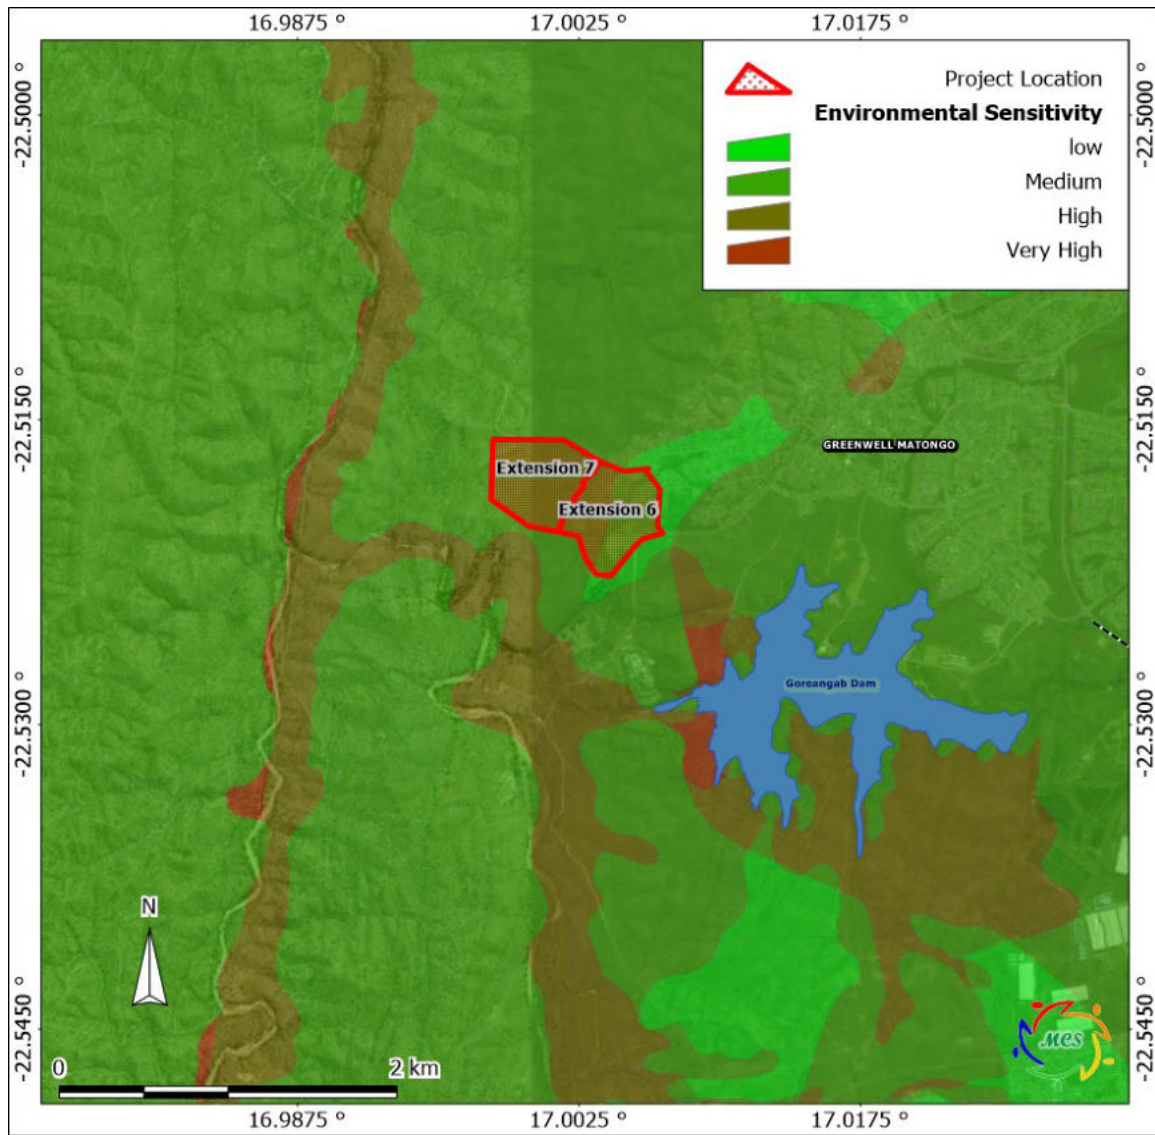 16.9875 °
17.0025 °
17.0175 °
-22.5000 °
-22.5000 °
Project Location
Environmental Sensitivity
low
Medium
High
Very High
-22.5150 °
-22.5150 °
GREENWELL MATONGO
Extension 7
Extension 6
Goreangab Dam
-22.5300 °
-22.5300 °
N
-22.5450 °
-22.5450 °
MCS
0
2 km
16.9875 °
17.0025 °
17.0175 °